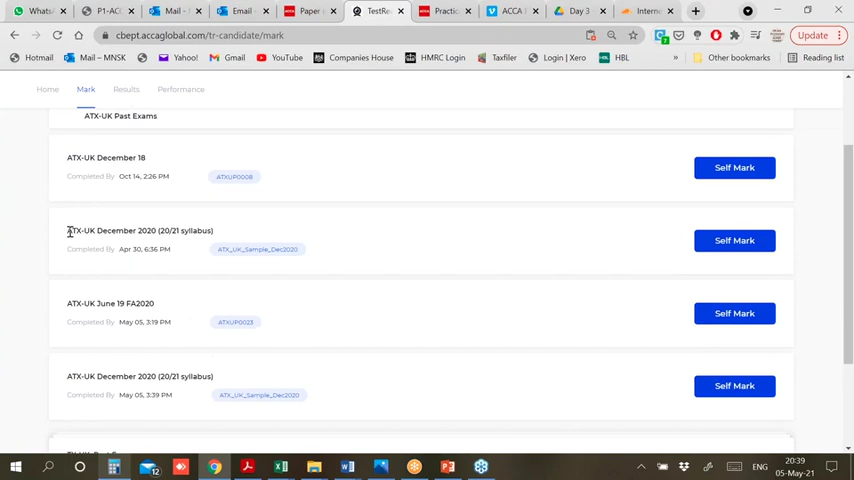 WhatsA
P1-ACC
Mail -
Email -
Paper
TestRe
Practic
ACCA
Day 3
Intern
cbept.accaglobal.com/tr-candidate/mark
Update
Hotmail
Mail – MNSK
Yahoo!
Gmail
YouTube
Companies House
HMRC Login
Taxfiler
Login | Xero
HBL
»
Other bookmarks
Reading list
Home
Mark
Results
Performance
ATX-UK Past Exams
ATX-UK December 18
Completed By Oct 14, 2:26 PM
ATXUP0008
Self Mark
ATX-UK December 2020 (20/21 syllabus)
Completed By Apr 30, 6:36 PM
ATX_UK_Sample_Dec2020
Self Mark
ATX-UK June 19 FA2020
Completed By May 05, 3:19 PM
ATXUP0023
Self Mark
ATX-UK December 2020 (20/21 syllabus)
Completed By May 05, 3:39 PM
ATX_UK_Sample_Dec2020
Self Mark
12
ENG
20:39
05-May-21